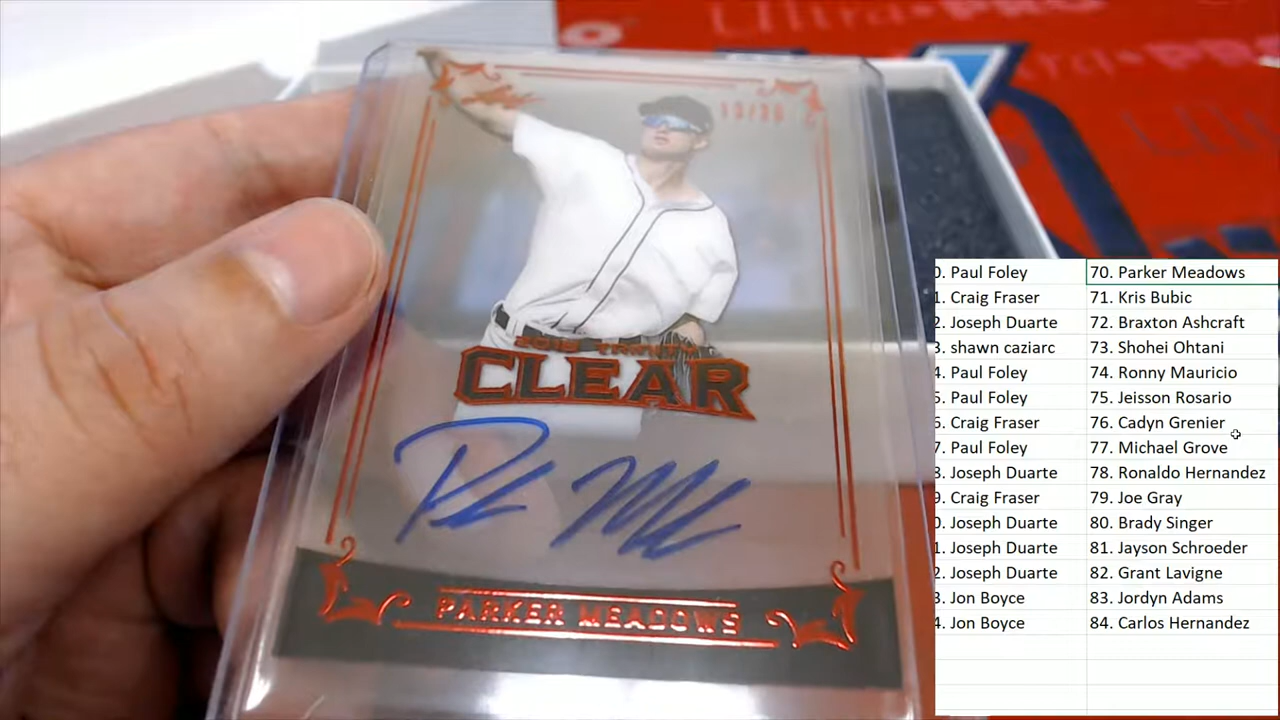 Ultra·PRO
Leaf
2018 TRINITY
CLEAR
PARKER MEADOWS
0. Paul Foley 70. Parker Meadows
1. Craig Fraser 71. Kris Bubic
2. Joseph Duarte 72. Braxton Ashcraft
3. shawn caziarc 73. Shohei Ohtani
4. Paul Foley 74. Ronny Mauricio
5. Paul Foley 75. Jeisson Rosario
6. Craig Fraser 76. Cadyn Grenier
7. Paul Foley 77. Michael Grove
8. Joseph Duarte 78. Ronaldo Hernandez
9. Craig Fraser 79. Joe Gray
0. Joseph Duarte 80. Brady Singer
1. Joseph Duarte 81. Jayson Schroeder
2. Joseph Duarte 82. Grant Lavigne
3. Jon Boyce 83. Jordyn Adams
4. Jon Boyce 84. Carlos Hernandez